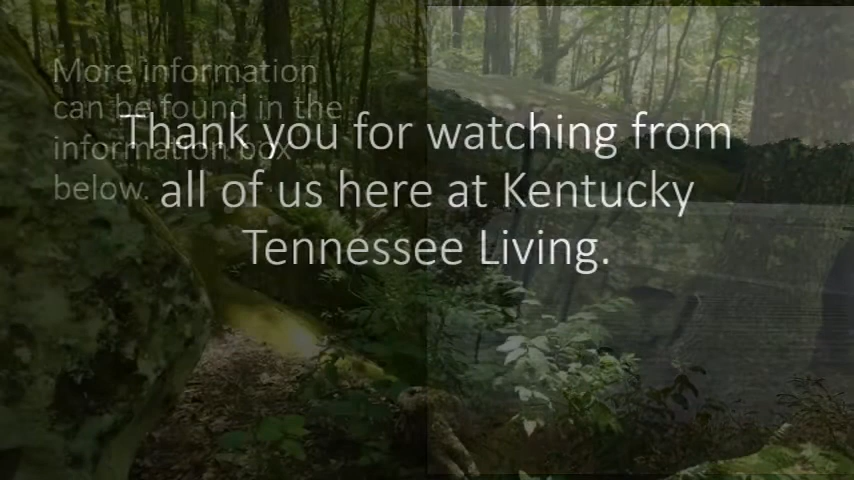 More information
can be found in the
information box
below.
Thank you for watching from
all of us here at Kentucky
Tennessee Living.